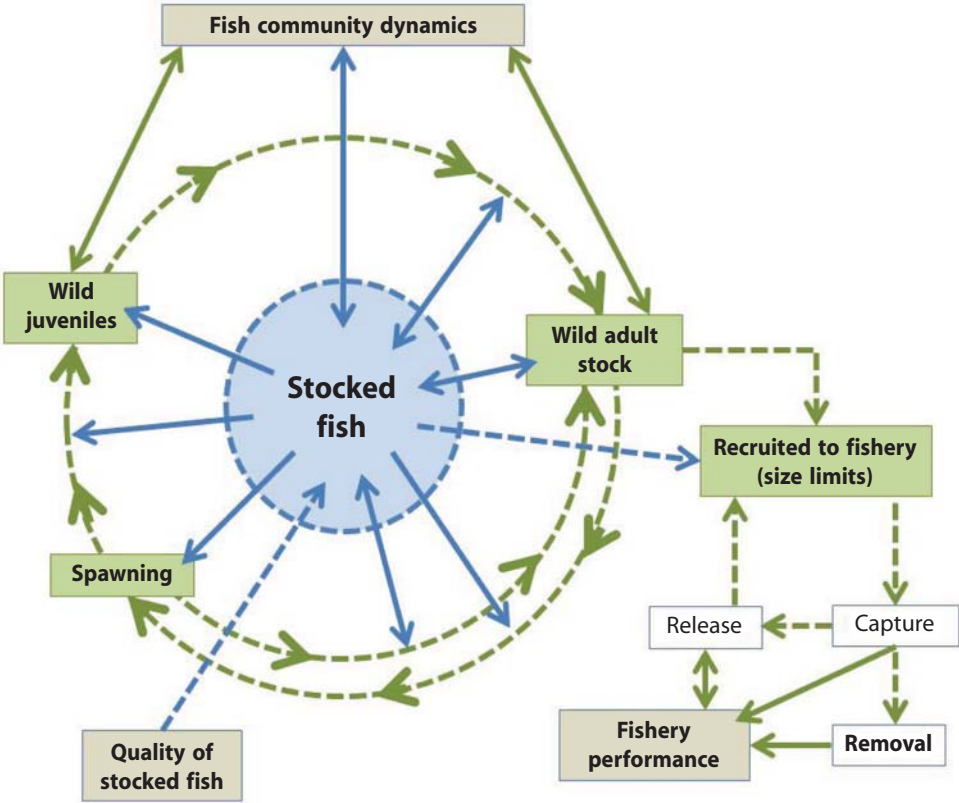 Fish community dynamics
Wild
juveniles
Wild adult
stock
Stocked
fish
Recruited to fishery
(size limits)
Spawning
Release
Capture
Quality of
stocked fish
Fishery
performance
Removal